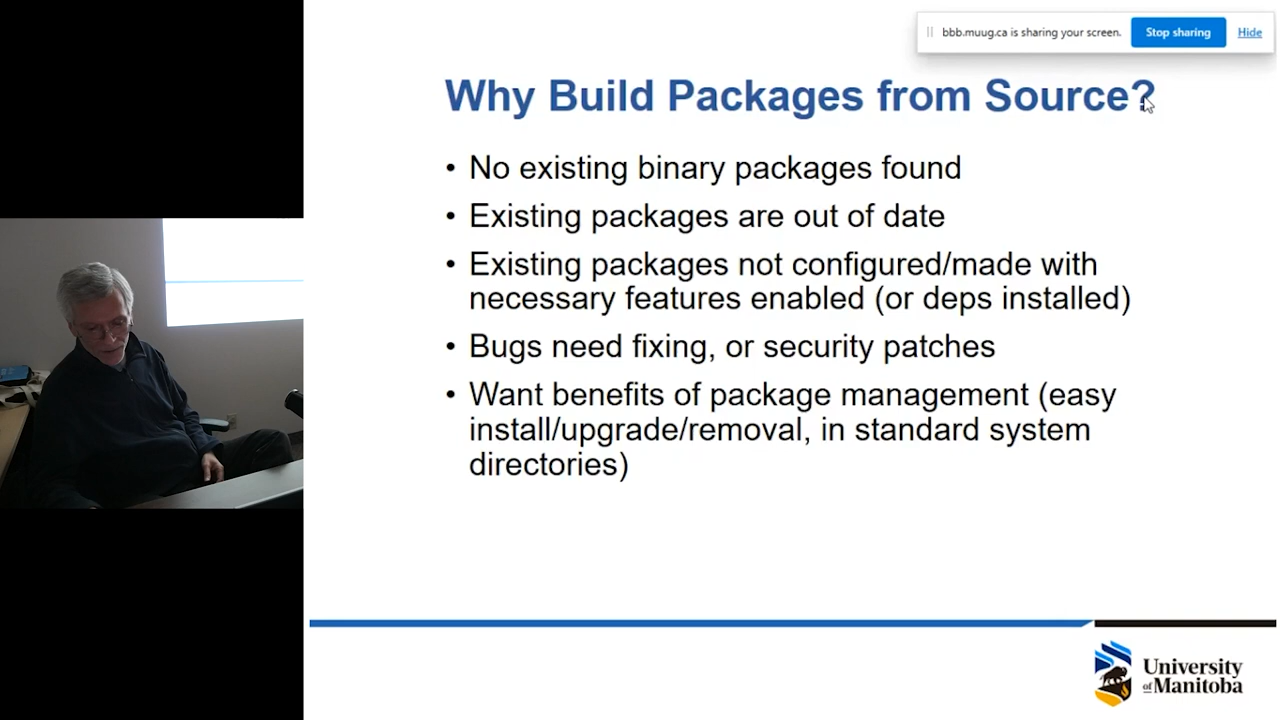 bbb.muug.ca is sharing your screen.
Stop sharing
Hide
Why Build Packages from Source?
• No existing binary packages found
• Existing packages are out of date
• Existing packages not configured/made with
necessary features enabled (or deps installed)
• Bugs need fixing, or security patches
• Want benefits of package management (easy
install/upgrade/removal, in standard system
directories)
University
of Manitoba